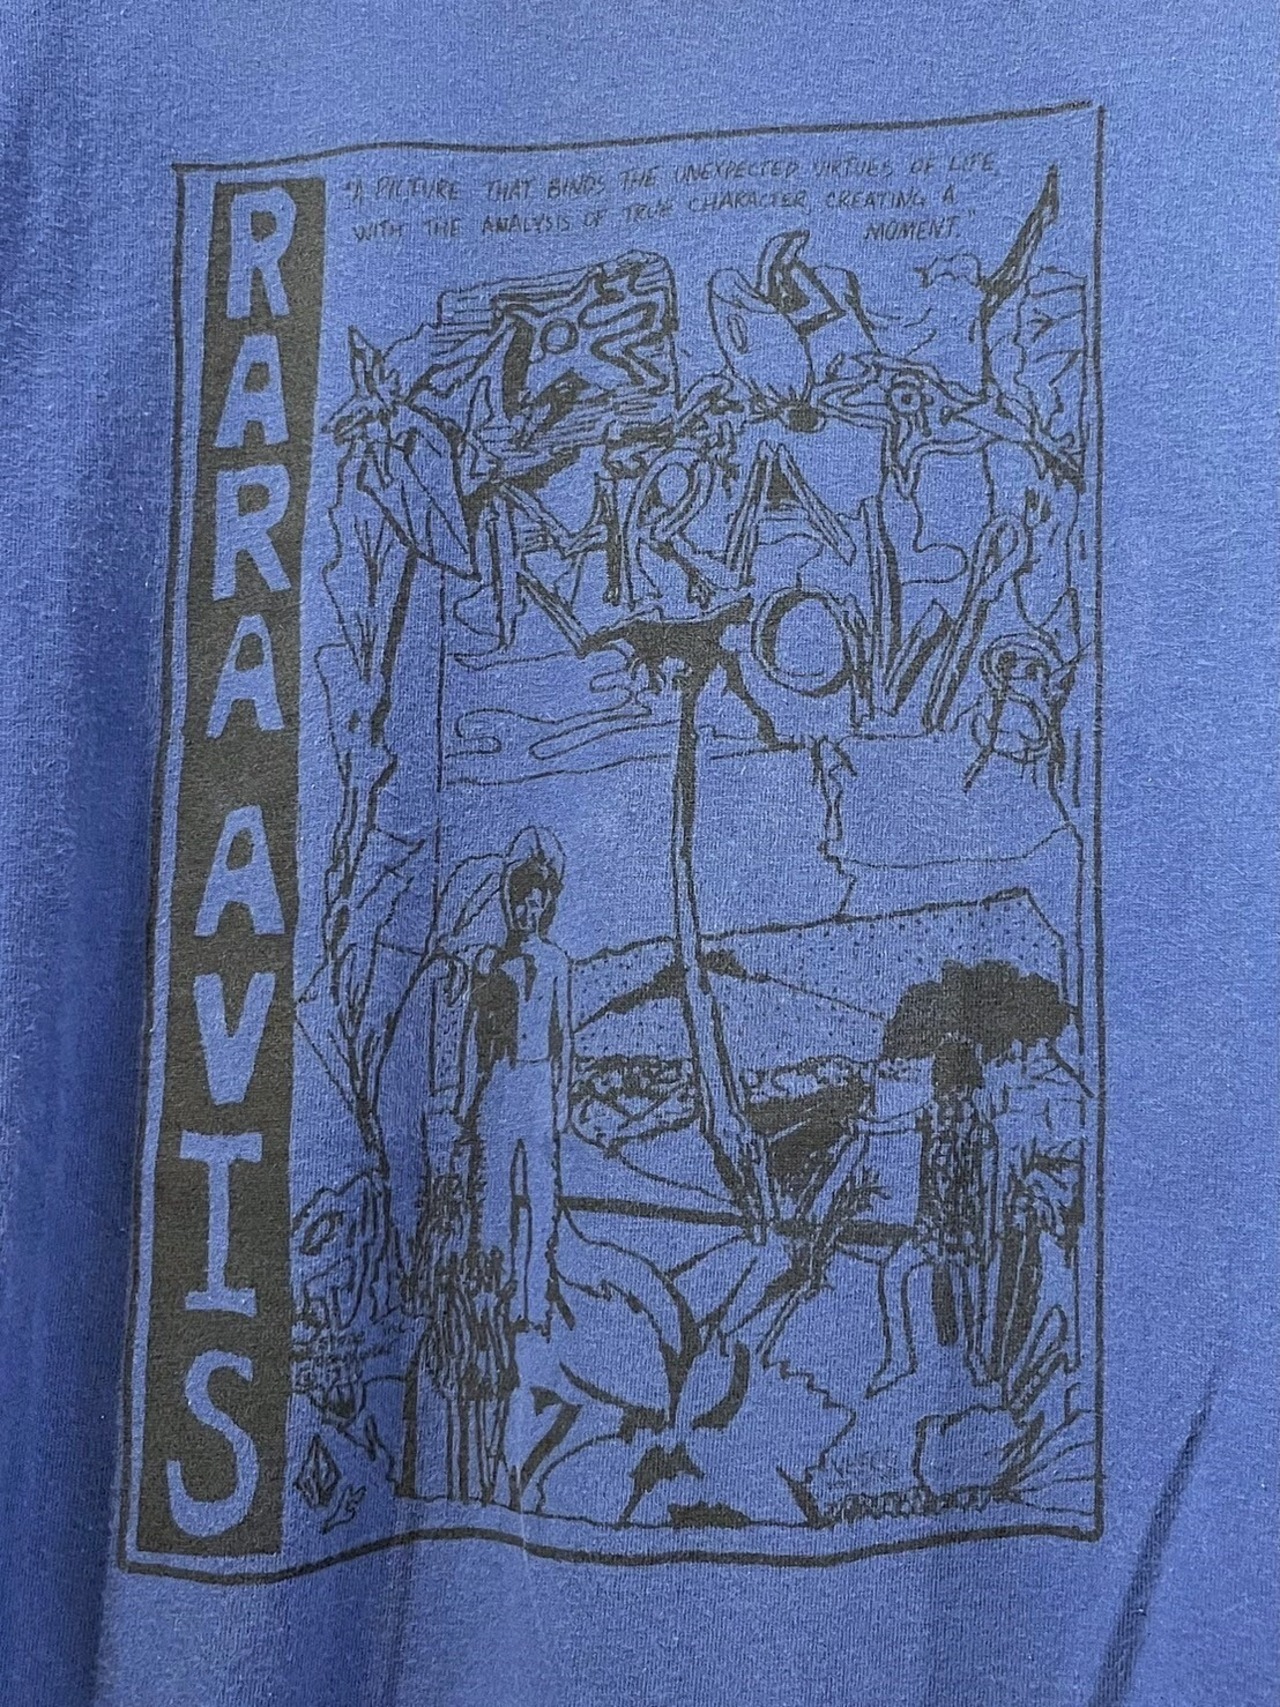 RARA AVIS
"A PICTURE THAT BINDS THE UNEXPECTED VIRTUES OF LIFE,
WITH THE ANALYSIS OF TRUE CHARACTER, CREATING A
MOMENT."